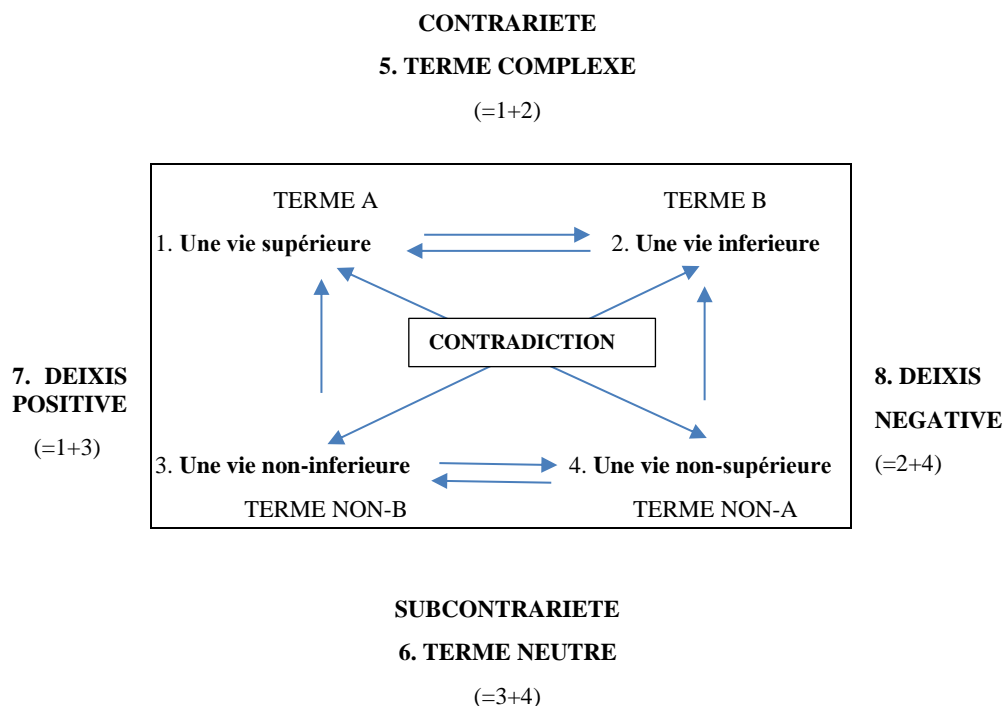 CONTRARIETE
5. TERME COMPLEXE
(=1+2)
TERME A
TERME B
1. Une vie supérieure
2. Une vie inferieure
CONTRADICTION
7. DEIXIS
POSITIVE
(=1+3)
8. DEIXIS
NEGATIVE
(=2+4)
3. Une vie non-inferieure
4. Une vie non-supérieure
TERME NON-B
TERME NON-A
SUBCONTRARIETE
6. TERME NEUTRE
(=3+4)